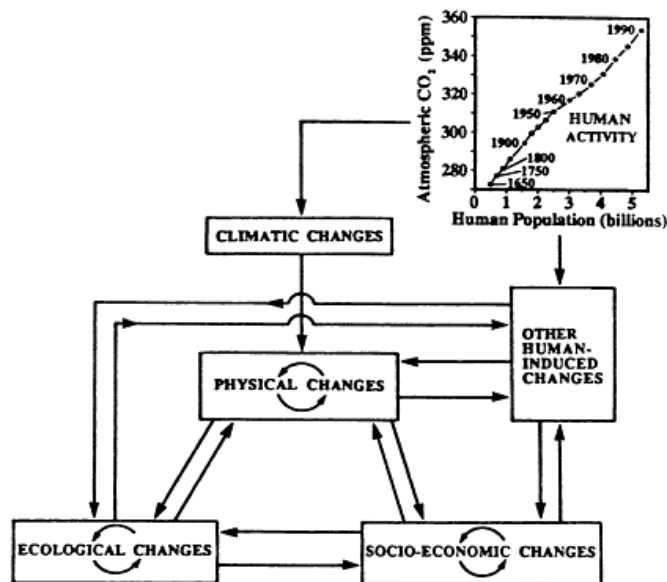 360
340
320
300
280
Atmospheric CO2 (ppm)
1990
1980
1970
1960
1950
1900
1800
1750
1650
HUMAN
ACTIVITY
0 1 2 3 4 5
Human Population (billions)
CLIMATIC CHANGES
OTHER
HUMAN-
INDUCED
CHANGES
PHYSICAL CHANGES
ECOLOGICAL CHANGES
SOCIO-ECONOMIC CHANGES